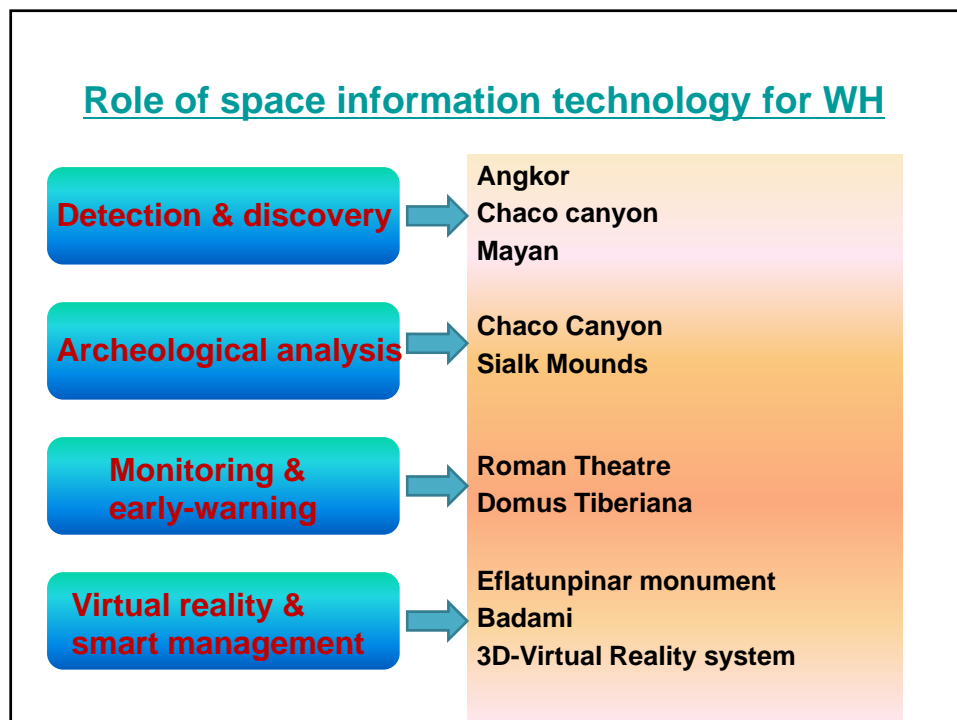 Role of space information technology for WH
Detection & discovery
Angkor
Chaco canyon
Mayan
Archeological analysis
Chaco Canyon
Sialk Mounds
Monitoring &
early-warning
Roman Theatre
Domus Tiberiana
Virtual reality &
smart management
Eflatunpinar monument
Badami
3D-Virtual Reality system